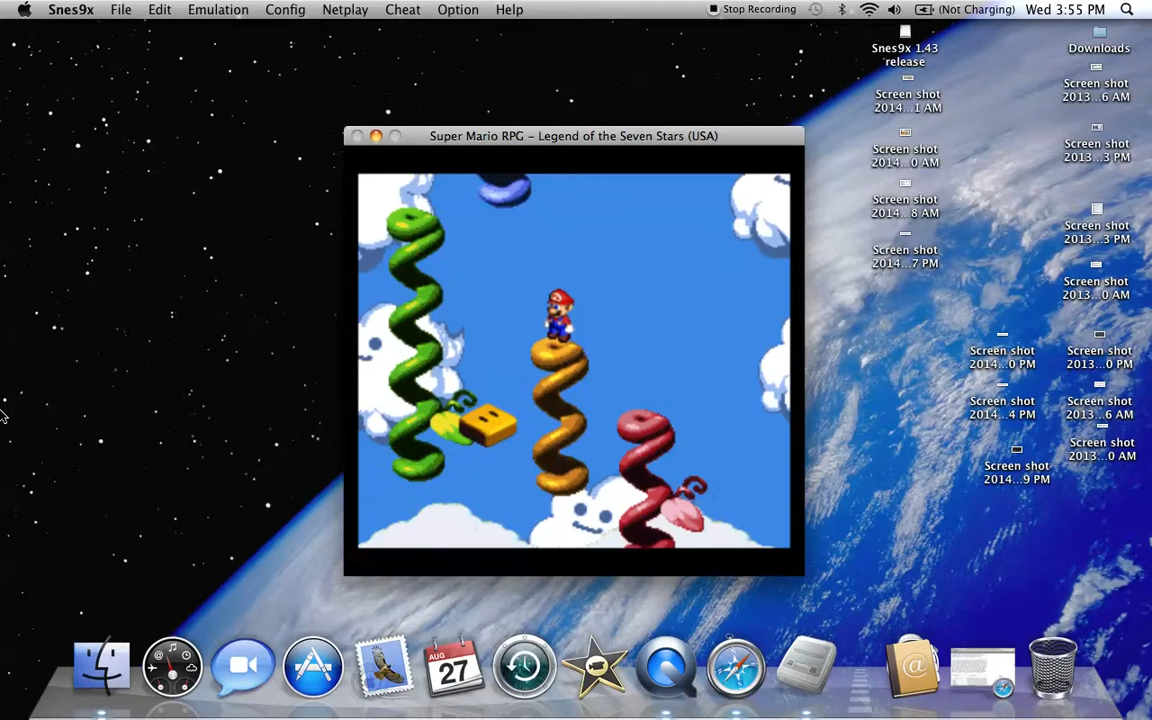 Snes9x File Edit Emulation Config Netplay Cheat Option Help Stop Recording (Not Charging) Wed 3:55 PM
Snes9x 1.43
release
Downloads
Screen shot
2014...1 AM
Screen shot
2013...6 AM
Super Mario RPG - Legend of the Seven Stars (USA)
Screen shot
2014...0 AM
Screen shot
2013...3 PM
Screen shot
2014...8 AM
Screen shot
2013...3 PM
Screen shot
2014...7 PM
Screen shot
2013...0 AM
Screen shot
2014...0 PM
Screen shot
2013...0 PM
Screen shot
2014...4 PM
Screen shot
2013...6 AM
Screen shot
2013...0 AM
Screen shot
2014...9 PM
AUG
27